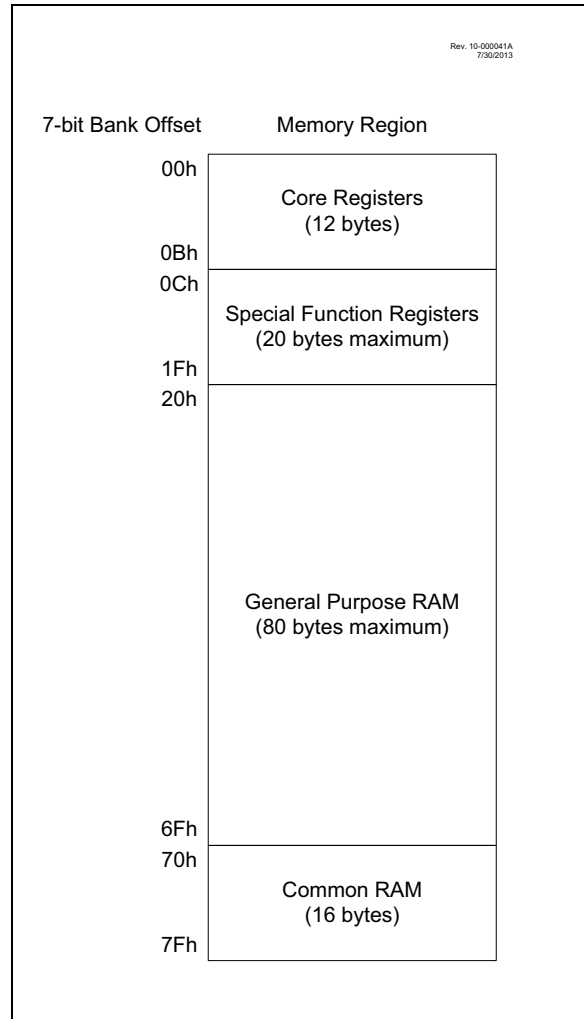 Rev. 10-000041A
7/30/2013
7-bit Bank Offset Memory Region
00h
Core Registers
(12 bytes)
0Bh
0Ch
Special Function Registers
(20 bytes maximum)
1Fh
20h
General Purpose RAM
(80 bytes maximum)
6Fh
70h
Common RAM
(16 bytes)
7Fh